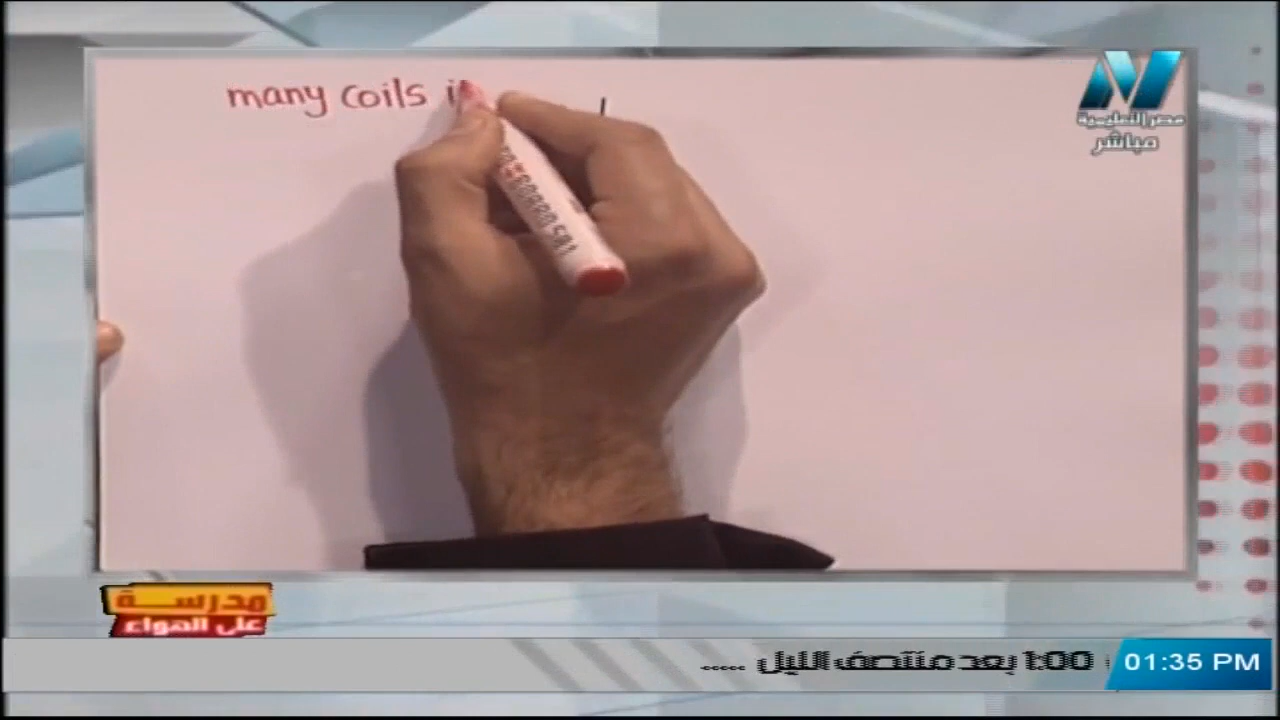 many coils i
مصر التعليمية
مباشر
مدرسة
على الهواء
1:00 بعد منتصف الليل .....
01:35 PM